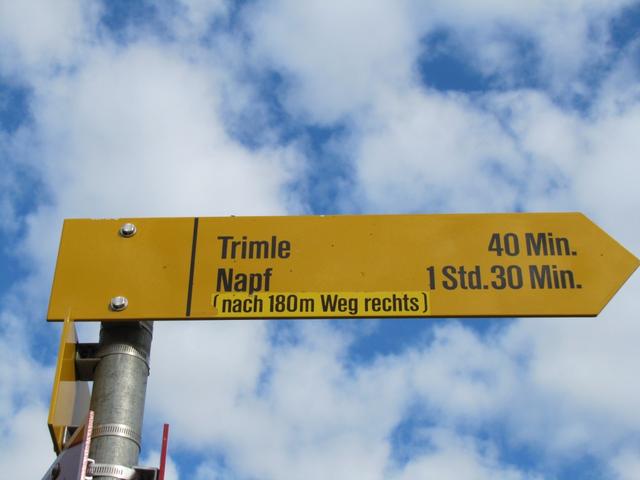 Trimle 40 Min.
Napf 1 Std. 30 Min.
(nach 180m Weg rechts)